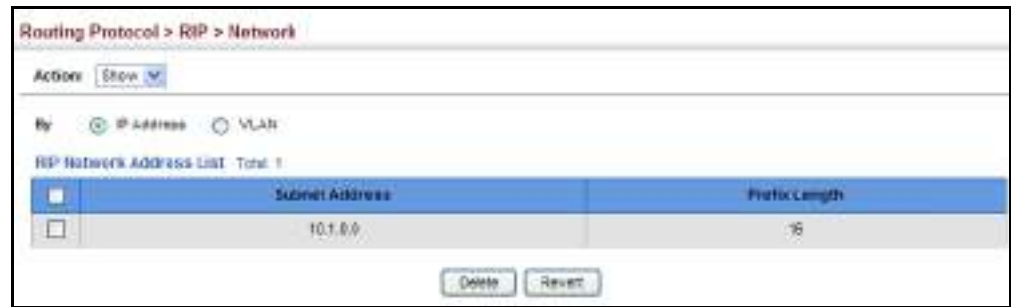 Routing Protocol > RIP > Network
Action: Show
By IP Address VLAN
RIP Network Address List Total: 1
Subnet Address Prefix Length
10.1.0.0 16
Delete Revert